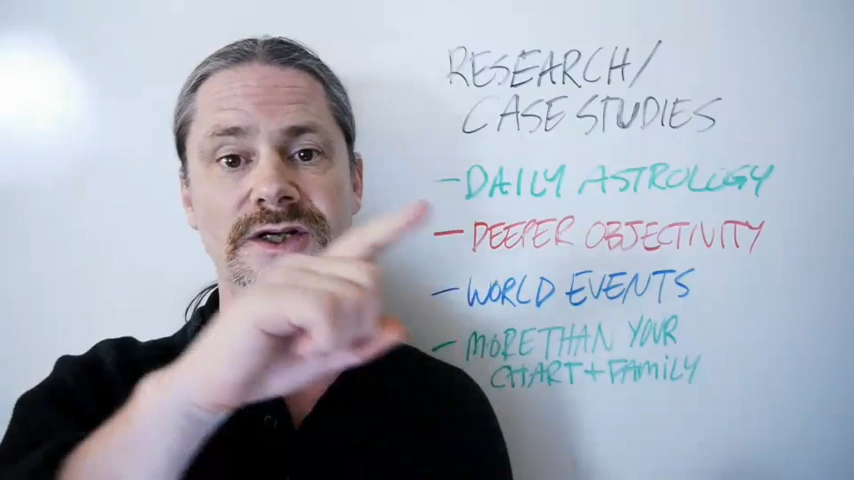 RESEARCH/
CASE STUDIES
- DAILY ASTROLOGY
- DEEPER OBJECTIVITY
- WORLD EVENTS
- MORE THAN YOUR
CHART + FAMILY